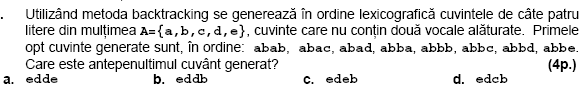 . Utilizând metoda backtracking se generează în ordine lexicografică cuvintele de câte patru
litere din mulţimea A={a,b,c,d,e}, cuvinte care nu conţin două vocale alăturate. Primele
opt cuvinte generate sunt, în ordine: abab, abac, abad, abba, abbb, abbc, abbd, abbe.
Care este antepenultimul cuvânt generat? (4p.)
a. edde b. eddb c. edeb d. edcb